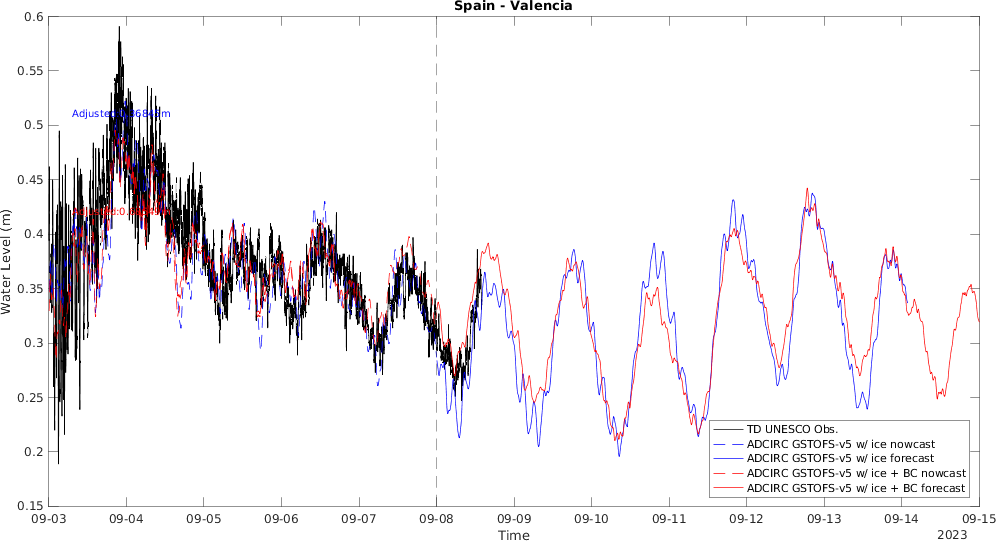 Spain - Valencia
0.6
0.55
0.5
0.45
0.4
0.35
0.3
0.25
0.2
0.15
Water Level (m)
09-03 09-04 09-05 09-06 09-07 09-08 09-09 09-10 09-11 09-12 09-13 09-14 09-15
Time
2023
TD UNESCO Obs.
ADCIRC GSTOFS-v5 w/ ice nowcast
ADCIRC GSTOFS-v5 w/ ice forecast
ADCIRC GSTOFS-v5 w/ ice + BC nowcast
ADCIRC GSTOFS-v5 w/ ice + BC forecast